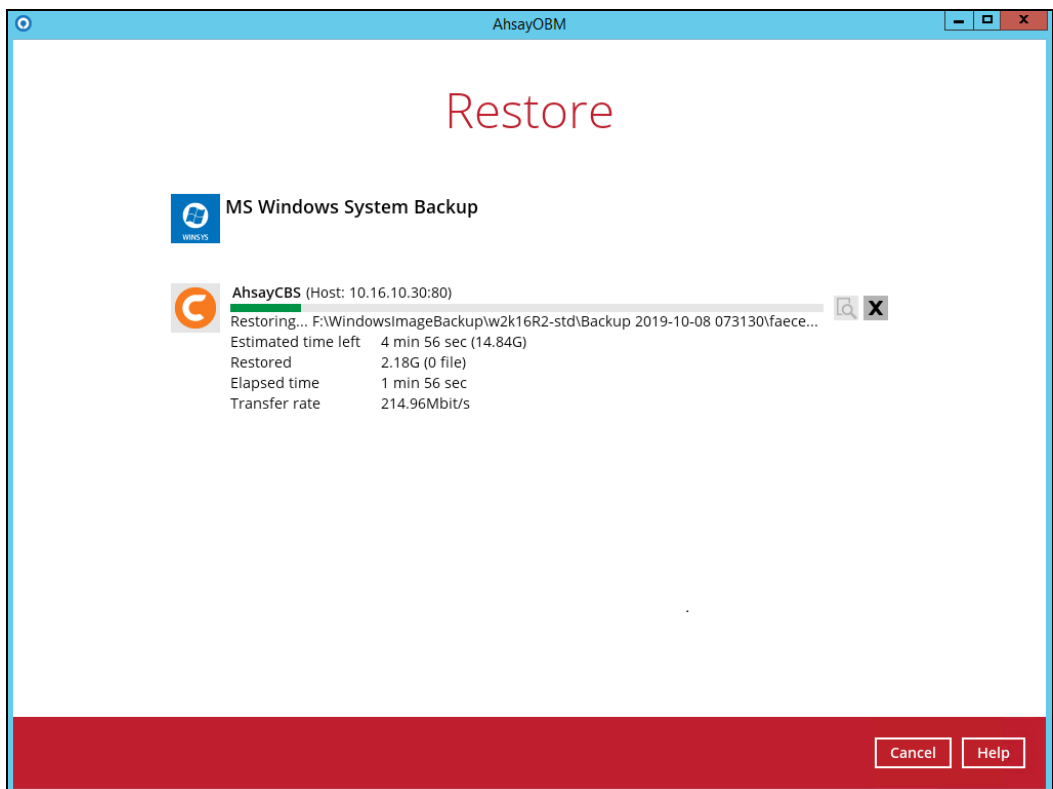 AhsayOBM
Restore
MS Windows System Backup
WINSYS
AhsayCBS (Host: 10.16.10.30:80)
Restoring... F:\WindowsImageBackup\w2k16R2-std\Backup 2019-10-08 073130\faece...
Estimated time left 4 min 56 sec (14.84G)
Restored 2.18G (0 file)
Elapsed time 1 min 56 sec
Transfer rate 214.96Mbit/s
Cancel Help